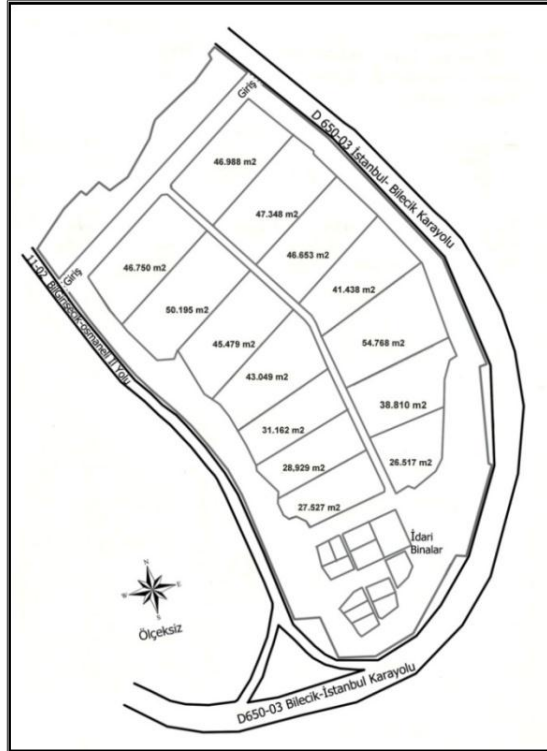 Giriş
D 650-03 İstanbul- Bilecik Karayolu
46.988 m2
47.348 m2
46.653 m2
46.750 m2
Giriş
41.438 m2
50.195 m2
45.479 m2
54.768 m2
43.049 m2
38.810 m2
31.162 m2
26.517 m2
28.929 m2
27.527 m2
İdari
Binalar
N
W
E
S
Ölçeksiz
D650-03 Bilecik-İstanbul Karayolu